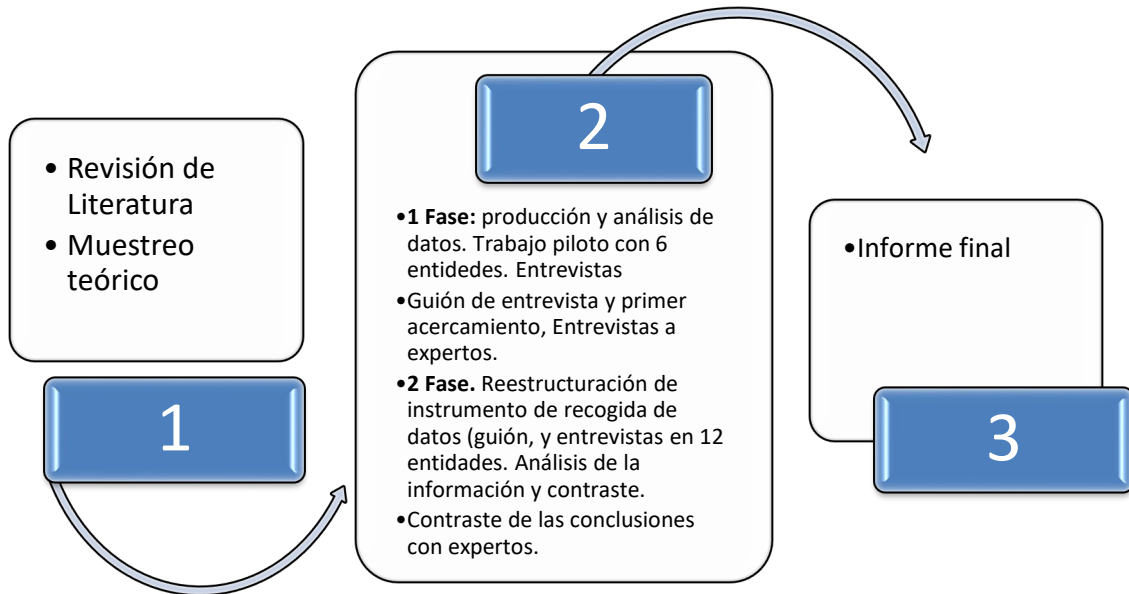 • Revisión de
Literatura
• Muestreo
teórico
1
2
•1 Fase: producción y análisis de
datos. Trabajo piloto con 6
entidedes. Entrevistas
•Guión de entrevista y primer
acercamiento, Entrevistas a
expertos.
•2 Fase. Reestructuración de
instrumento de recogida de
datos (guión, y entrevistas en 12
entidades. Análisis de la
información y contraste.
•Contraste de las conclusiones
con expertos.
•Informe final
3